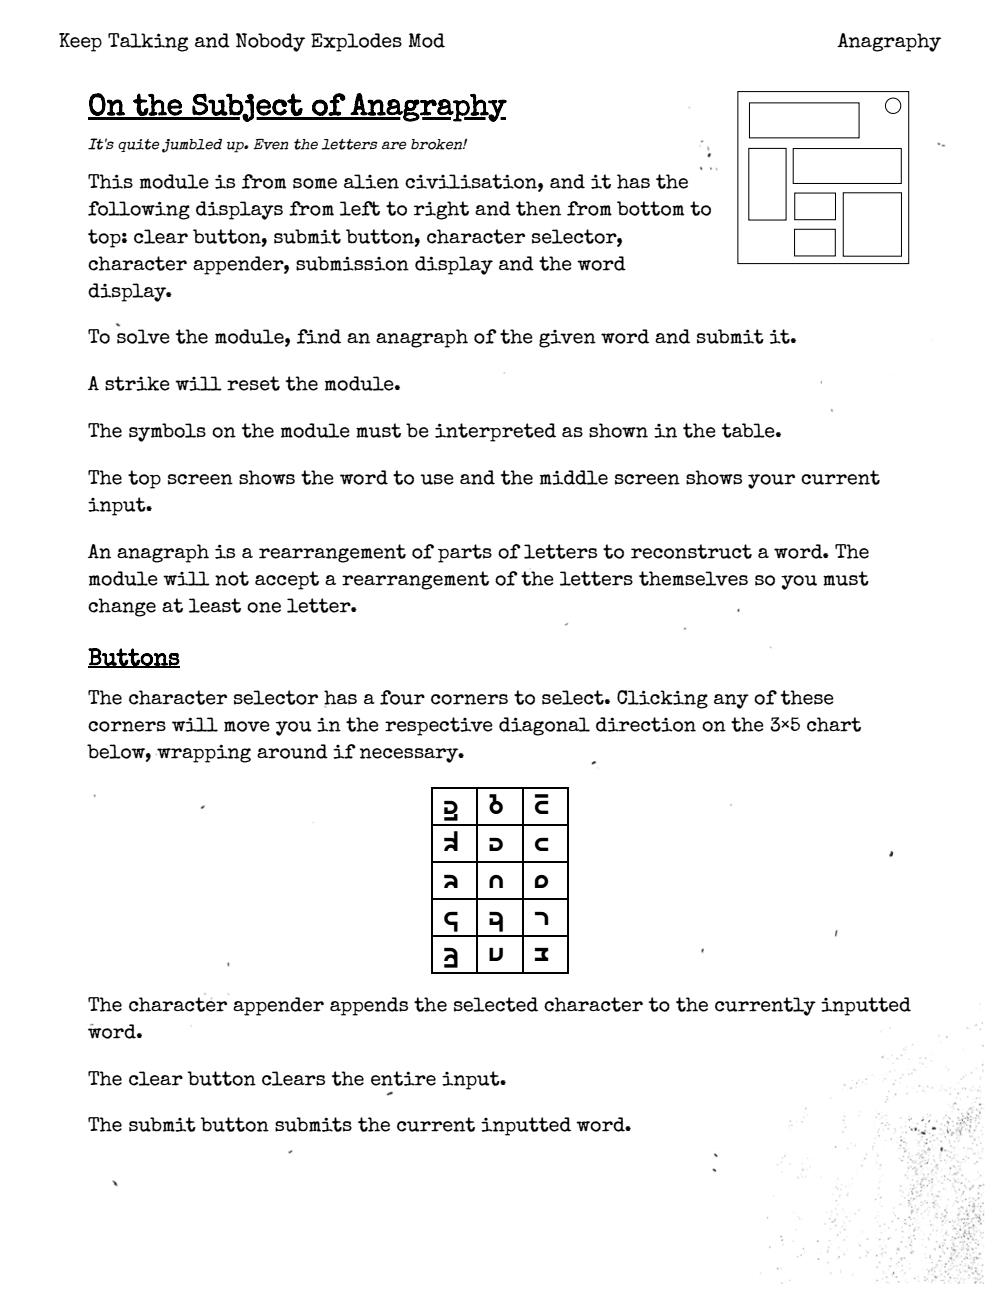 Keep Talking and Nobody Explodes Mod
Anagraphy
On the Subject of Anagraphy
It's quite jumbled up. Even the letters are broken!
This module is from some alien civilisation, and it has the
following displays from left to right and then from bottom to
top: clear button, submit button, character selector,
character appender, submission display and the word
display.
To solve the module, find an anagraph of the given word and submit it.
A strike will reset the module.
The symbols on the module must be interpreted as shown in the table.
The top screen shows the word to use and the middle screen shows your current
input.
An anagraph is a rearrangement of parts of letters to reconstruct a word. The
module will not accept a rearrangement of the letters themselves so you must
change at least one letter.
Buttons
The character selector has a four corners to select. Clicking any of these
corners will move you in the respective diagonal direction on the 3×5 chart
below, wrapping around if necessary.
The character appender appends the selected character to the currently inputted
word.
The clear button clears the entire input.
The submit button submits the current inputted word.